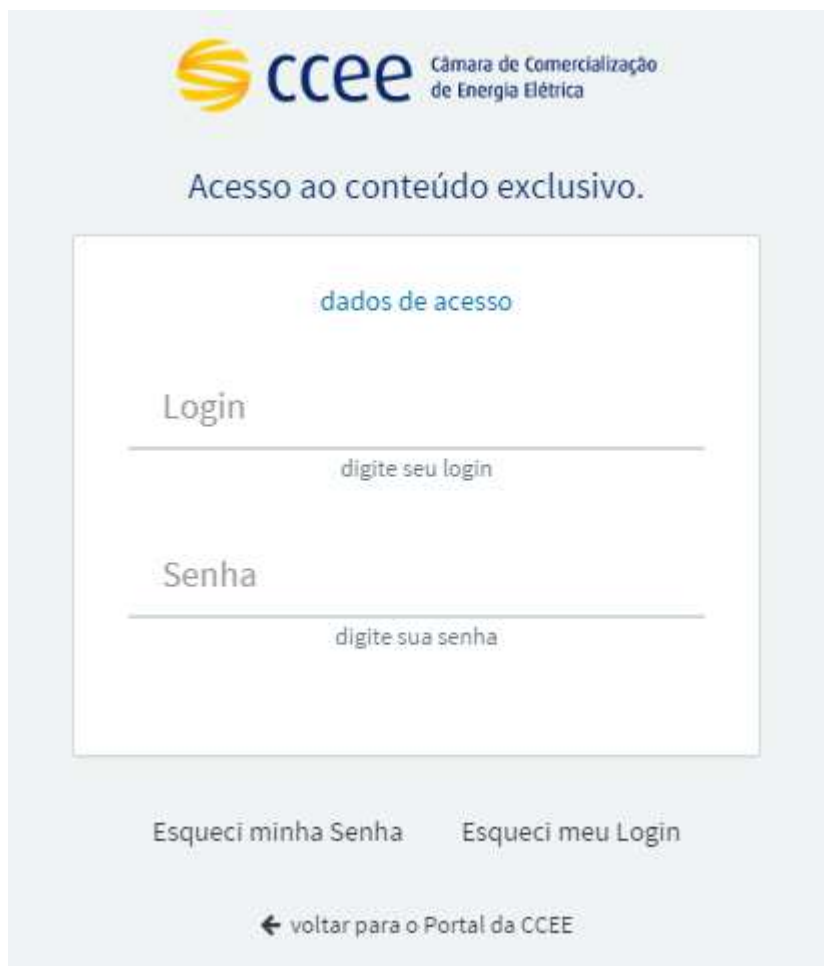 ccee
Câmara de Comercialização
de Energia Elétrica
Acesso ao conteúdo exclusivo.
dados de acesso
Login
digite seu login
Senha
digite sua senha
Esqueci minha Senha
Esqueci meu Login
voltar para o Portal da CCEE